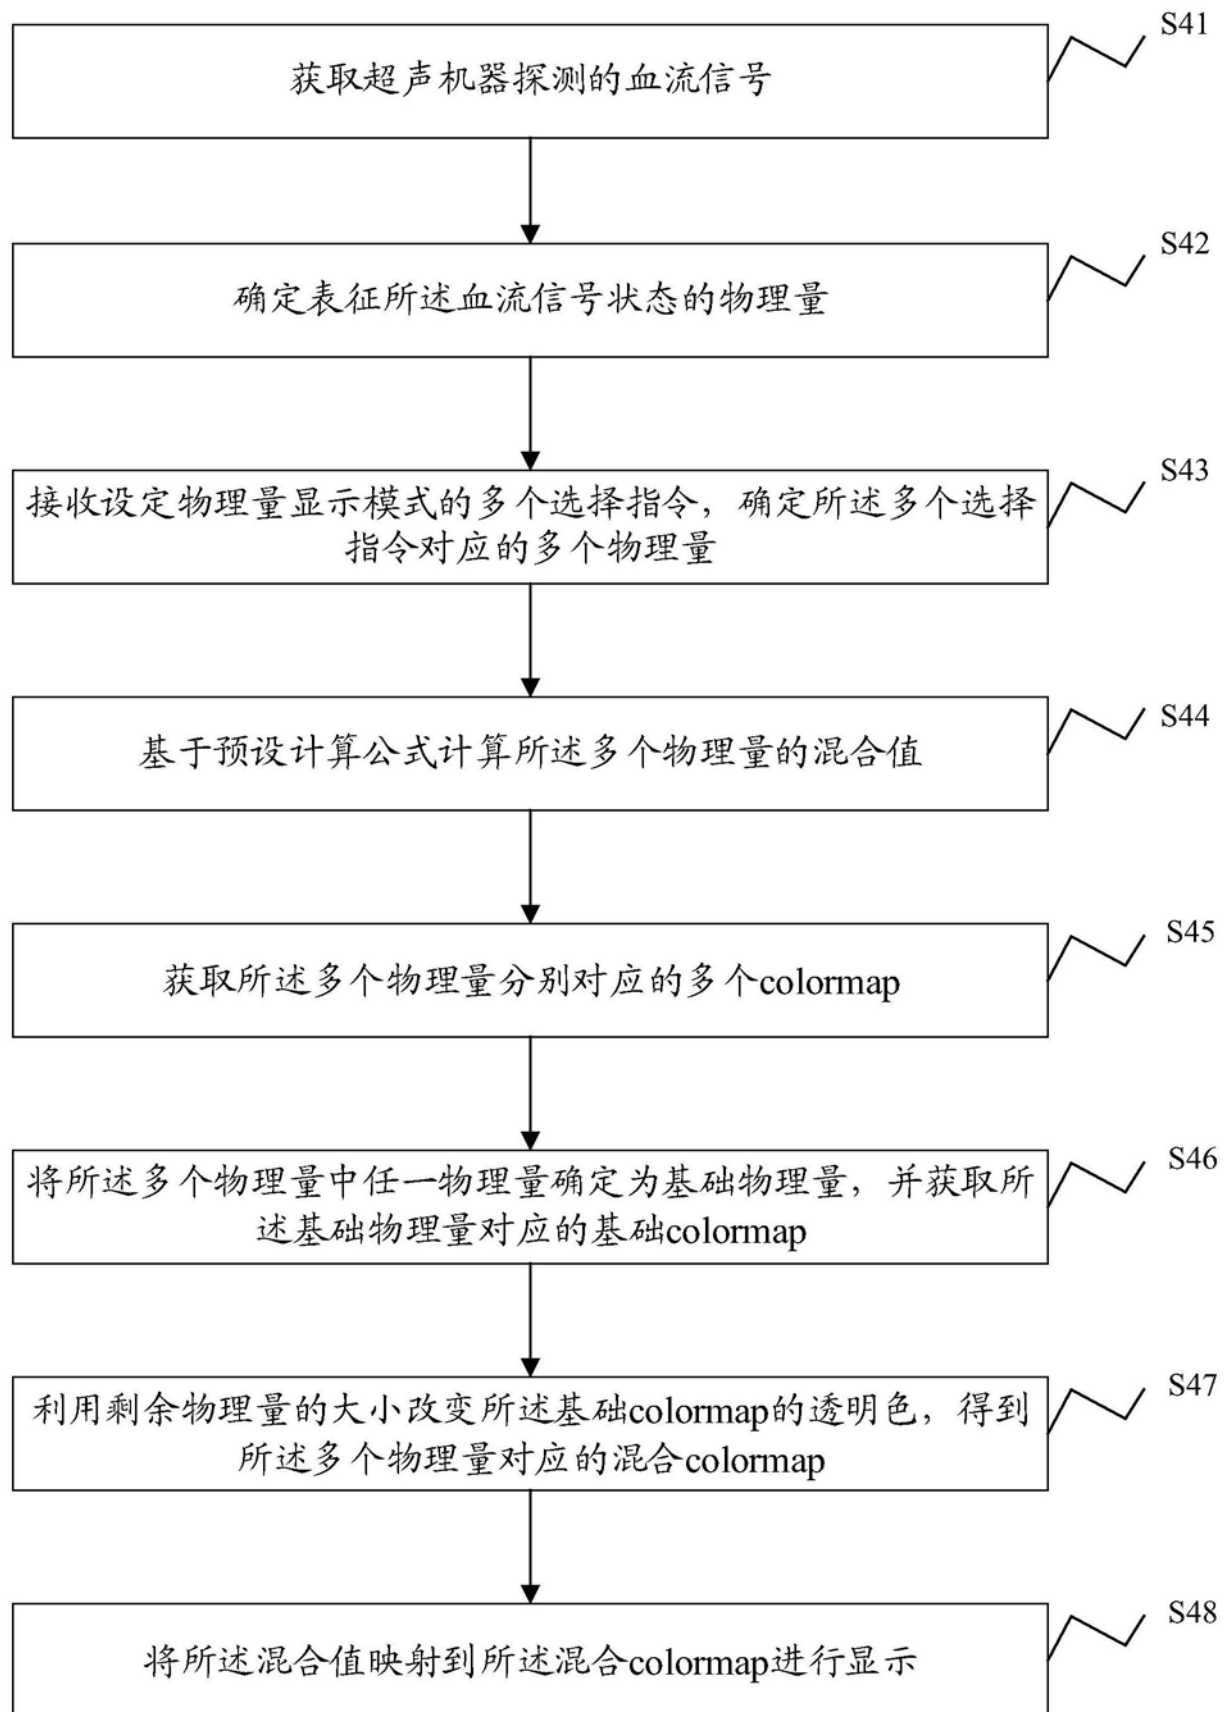 S41
获取超声机器探测的血流信号
S42
确定表征所述血流信号状态的物理量
S43
接收设定物理量显示模式的多个选择指令，确定所述多个选择
指令对应的多个物理量
S44
基于预设计算公式计算所述多个物理量的混合值
S45
获取所述多个物理量分别对应的多个colormap
S46
将所述多个物理量中任一物理量确定为基础物理量，并获取所
述基础物理量对应的基础colormap
S47
利用剩余物理量的大小改变所述基础colormap的透明色，得到
所述多个物理量对应的混合colormap
S48
将所述混合值映射到所述混合colormap进行显示